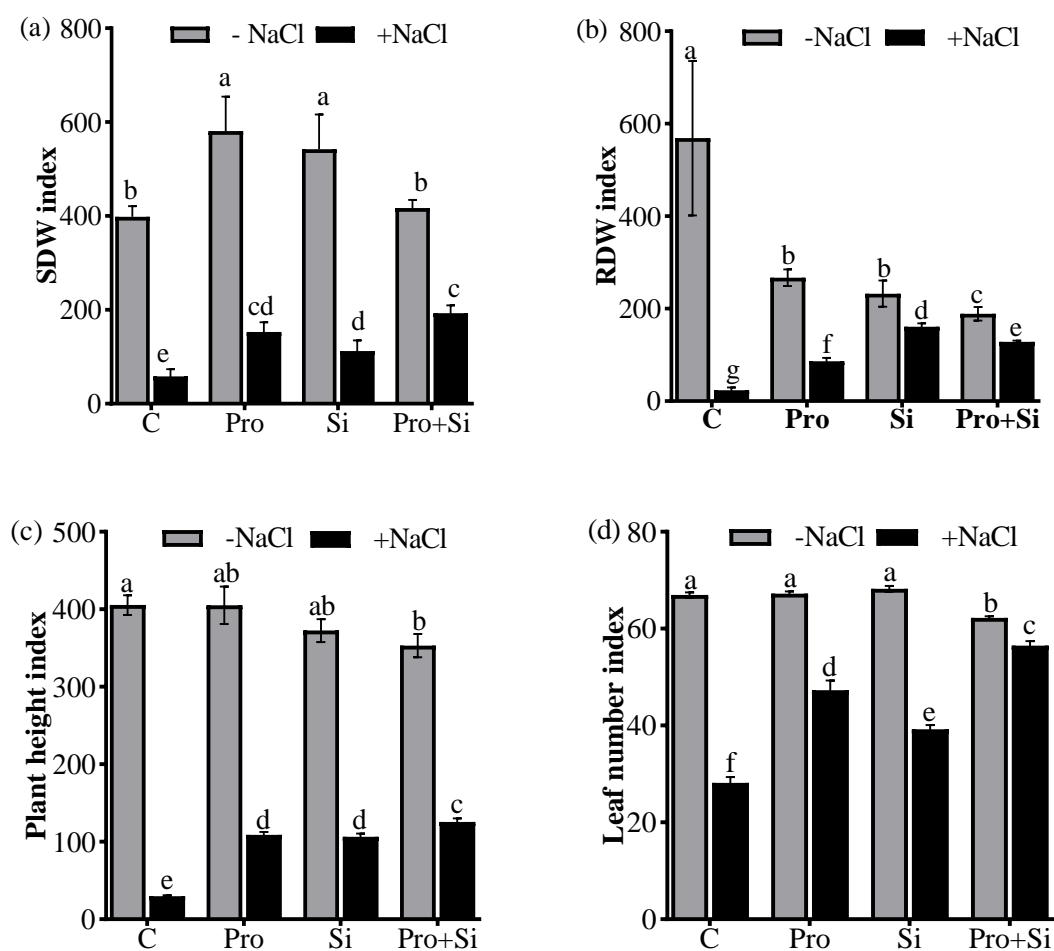 (a)
- NaCl +NaCl
800
600
400
200
0
SDW index
b a a b
e cd d c
C Pro Si Pro+Si
(b)
-NaCl +NaCl
800
600
400
200
0
RDW index
a b b c
g f d e
C Pro Si Pro+Si
(c)
-NaCl +NaCl
500
400
300
200
100
0
Plant height index
a ab ab b
e d d c
C Pro Si Pro+Si
(d)
-NaCl +NaCl
80
60
40
20
0
Leaf number index
a a a b
f d e c
C Pro Si Pro+Si